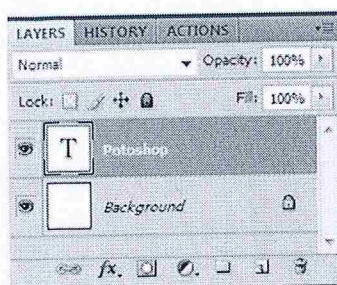 LAYERS HISTORY ACTIONS
Normal Opacity: 100%
Lock: Fill: 100%
T Potoshop
Background
fx.